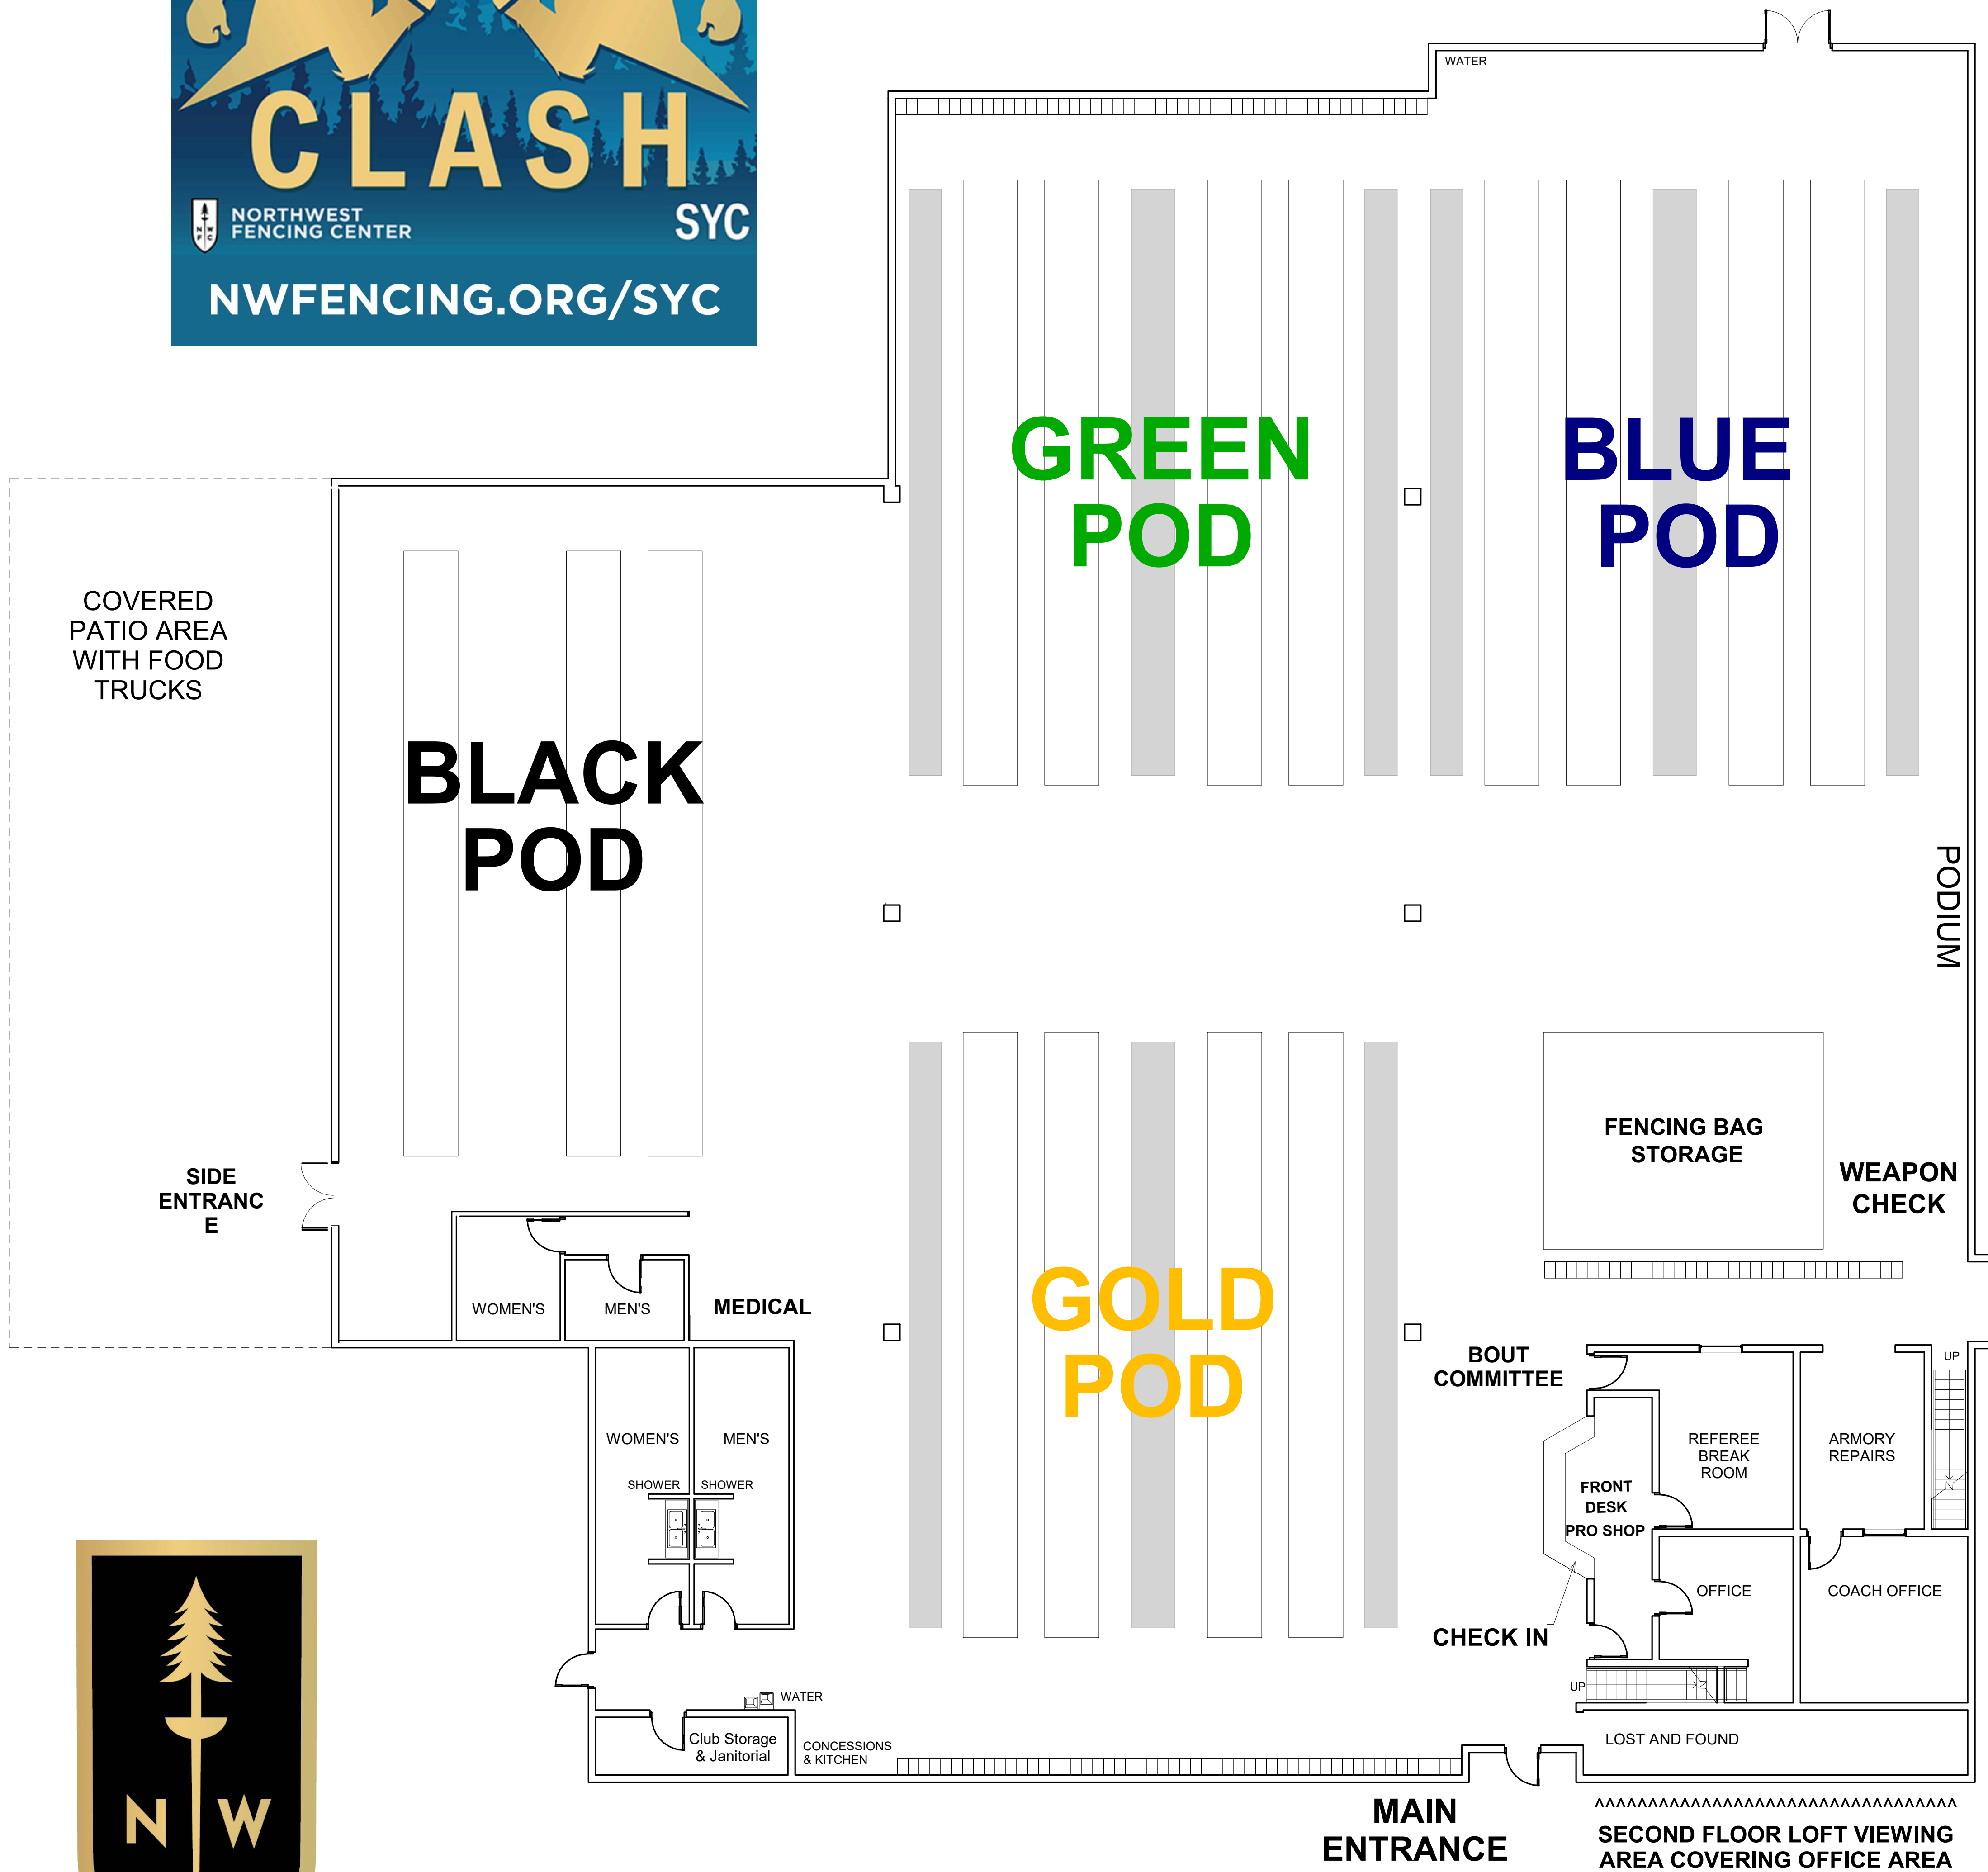 CLASH
NORTHWEST
FENCING CENTER
SYC
NWFENCING.ORG/SYC
WATER
GREEN
POD
BLUE
POD
COVERED
PATIO AREA
WITH FOOD
TRUCKS
BLACK
POD
PODIUM
FENCING BAG
STORAGE
WEAPON
CHECK
SIDE
ENTRANC
E
WOMEN'S
MEN'S
MEDICAL
GOLD
POD
BOUT
COMMITTEE
UP
WOMEN'S
MEN'S
SHOWER
SHOWER
REFEREE
BREAK
ROOM
ARMORY
REPAIRS
FRONT
DESK
PRO SHOP
OFFICE
COACH OFFICE
CHECK IN
UP
WATER
Club Storage
& Janitorial
CONCESSIONS
& KITCHEN
LOST AND FOUND
MAIN
ENTRANCE
^^^^^^^^^^^^^^^^^^^^^^^^^^^^^^^^^^
SECOND FLOOR LOFT VIEWING
AREA COVERING OFFICE AREA
N W